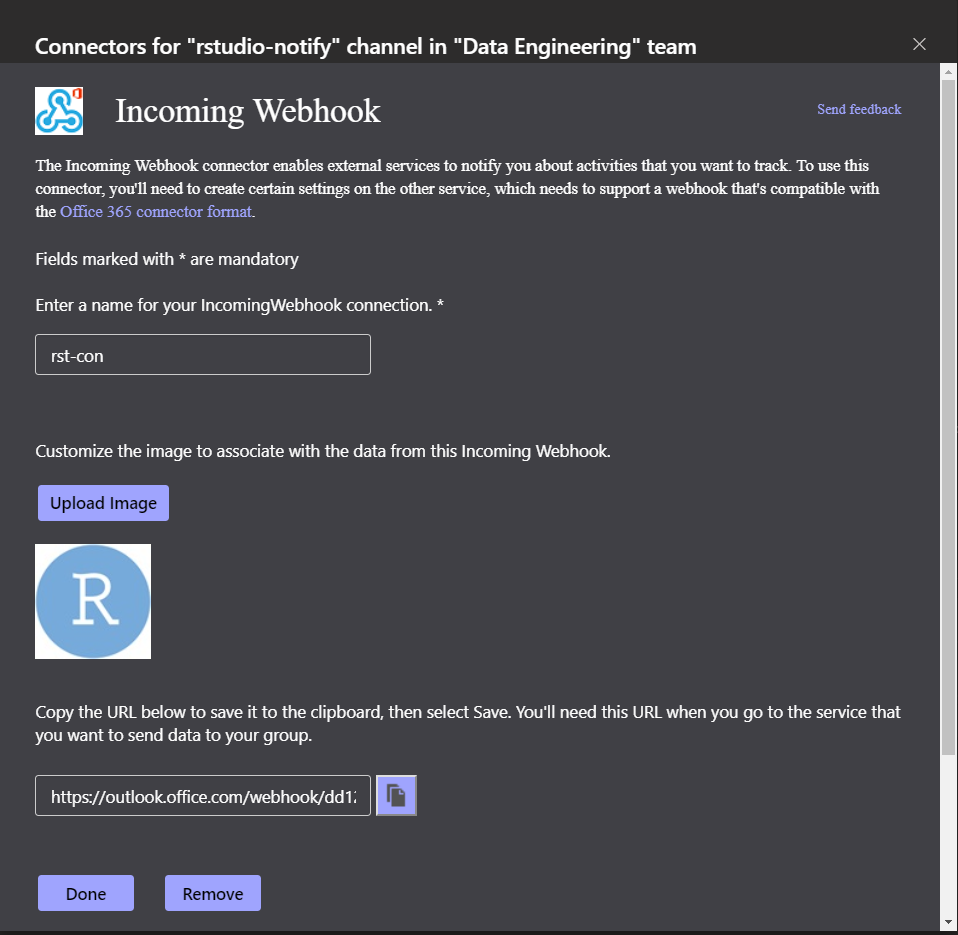 Connectors for "rstudio-notify" channel in "Data Engineering" team
Incoming Webhook
Send feedback
The Incoming Webhook connector enables external services to notify you about activities that you want to track. To use this
connector, you'll need to create certain settings on the other service, which needs to support a webhook that's compatible with
the Office 365 connector format.
Fields marked with * are mandatory
Enter a name for your IncomingWebhook connection. *
rst-con
Customize the image to associate with the data from this Incoming Webhook.
Upload Image
R
Copy the URL below to save it to the clipboard, then select Save. You'll need this URL when you go to the service that
you want to send data to your group.
https://outlook.office.com/webhook/dd12
Done
Remove